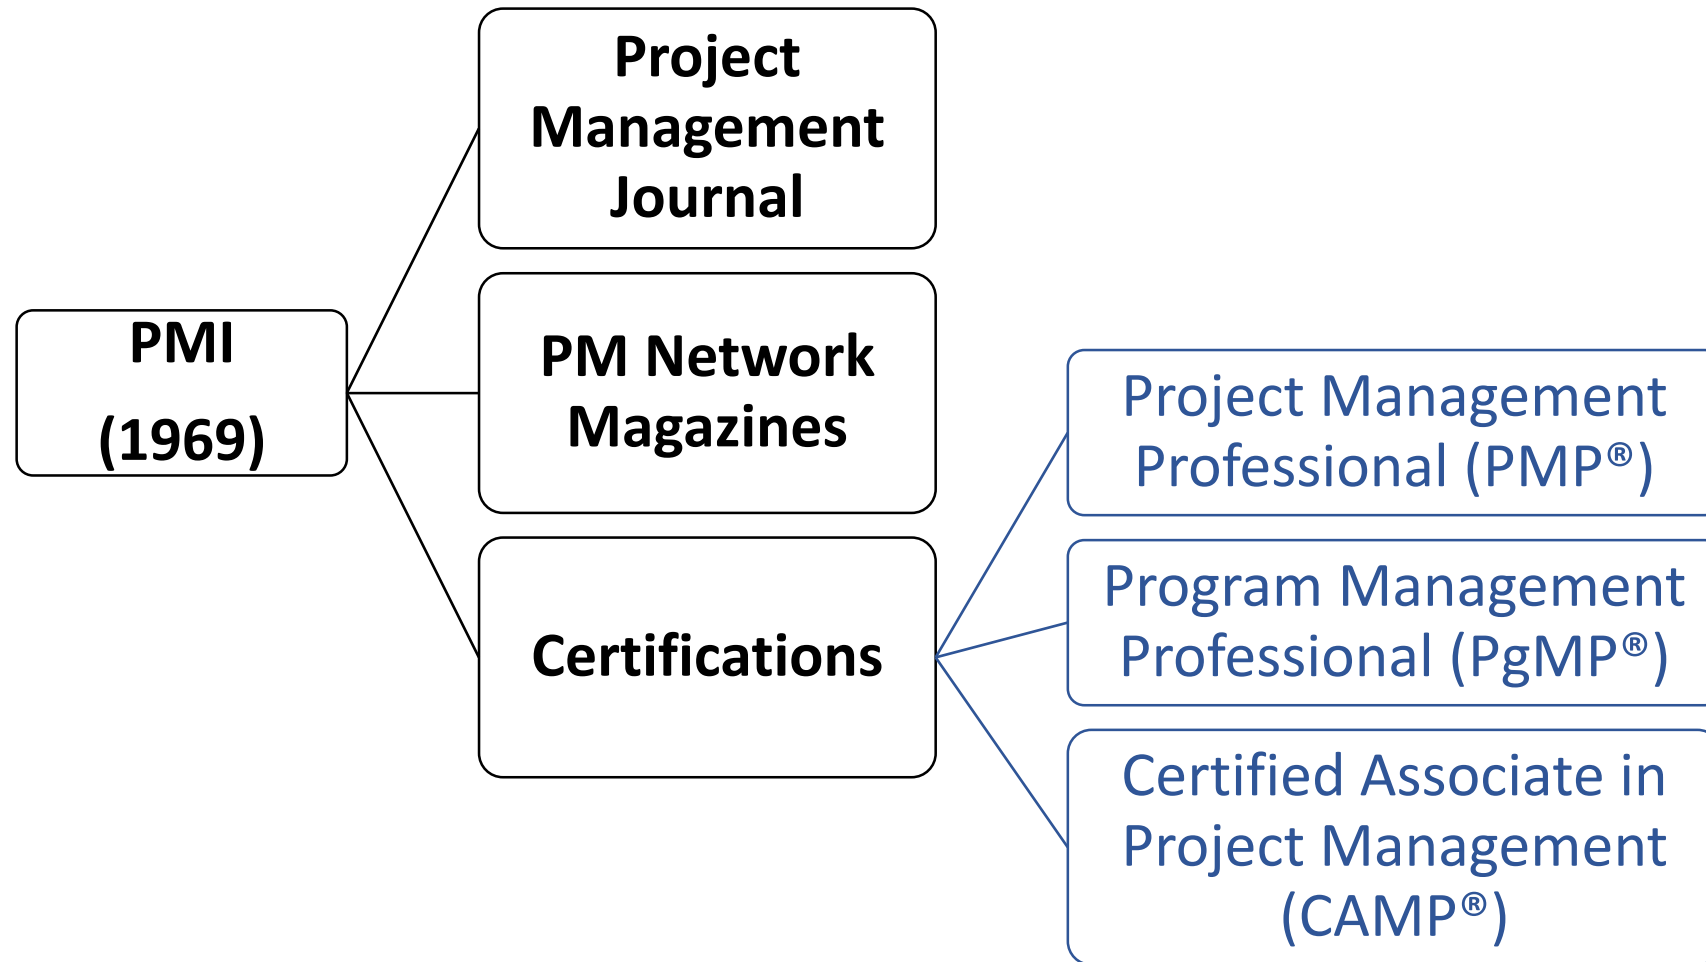 Project
Management
Journal
PMI
(1969)
PM Network
Magazines
Certifications
Project Management
Professional (PMP®)
Program Management
Professional (PgMP®)
Certified Associate in
Project Management
(CAMP®)